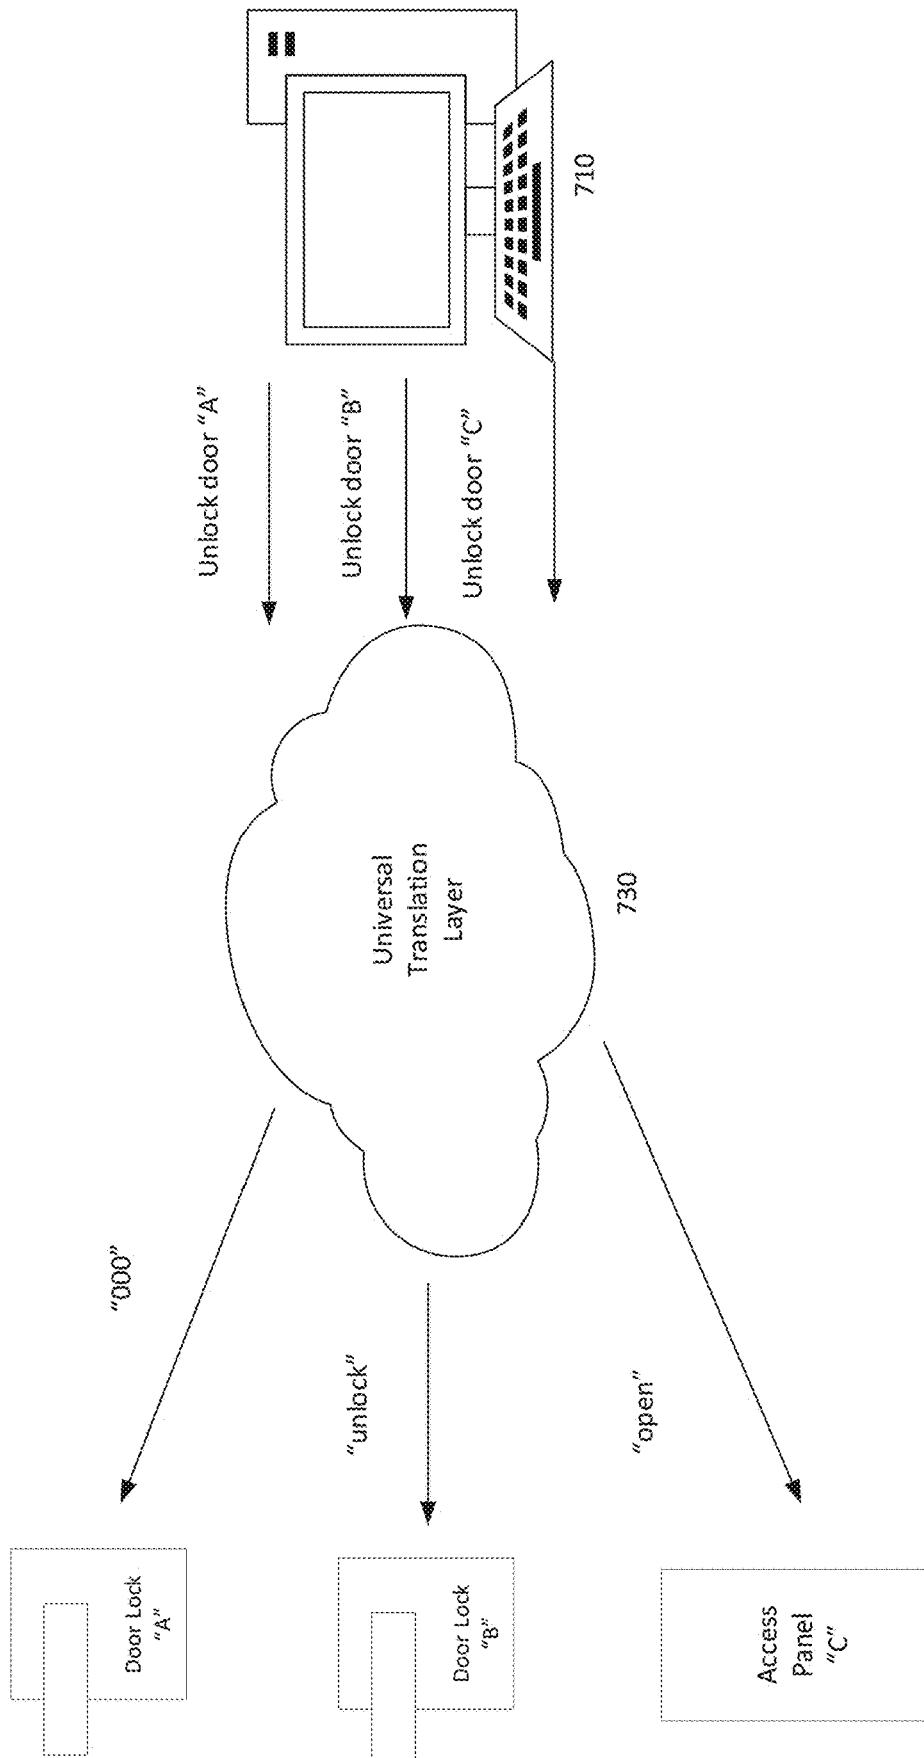 Door Lock
"A"
Door Lock
"B"
Access
Panel
"C"
"000"
"unlock"
"open"
Universal
Translation
Layer
730
Unlock door "A"
Unlock door "B"
Unlock door "C"
710